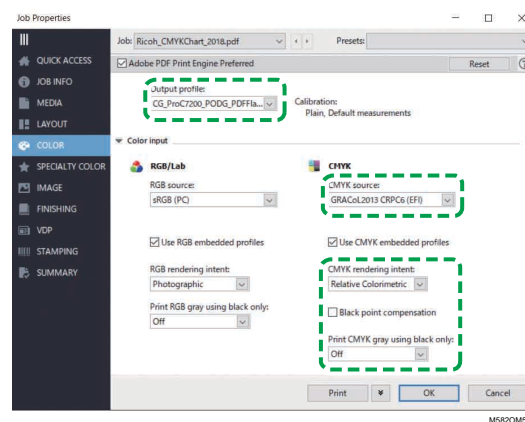 Job Properties
Job: Ricoh_CMYKChart_2018.pdf
Presets:
Adobe PDF Print Engine Preferred
Reset
QUICK ACCESS
JOB INFO
MEDIA
LAYOUT
COLOR
SPECIALTY COLOR
IMAGE
FINISHING
VDP
STAMPING
SUMMARY
Output profile:
CG_ProC7200_PODG_PDFFla...
Calibration:
Plain, Default measurements
Color input
RGB/Lab
RGB source:
sRGB (PC)
Use RGB embedded profiles
RGB rendering intent:
Photographic
Print RGB gray using black only:
Off
CMYK
CMYK source:
GRACoL2013 CRPC6 (EFI)
Use CMYK embedded profiles
CMYK rendering intent:
Relative Colorimetric
Black point compensation
Print CMYK gray using black only:
Off
Print
OK
Cancel